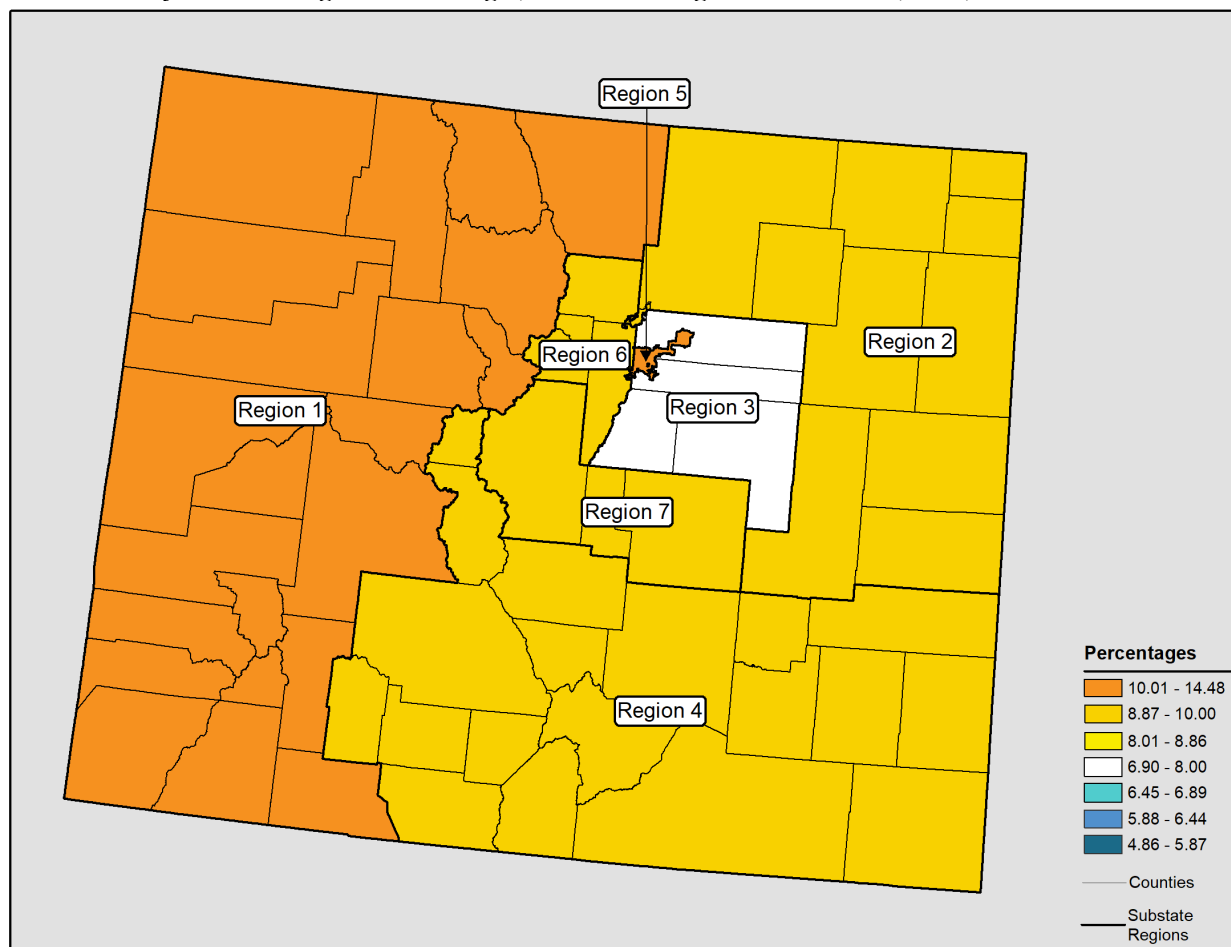 Region 5
Region 2
Region 6
Region 1
Region 3
Region 7
Region 4
Percentages
10.01 - 14.48
8.87 - 10.00
8.01 - 8.86
6.90 - 8.00
6.45 - 6.89
5.88 - 6.44
4.86 - 5.87
Counties
Substate
Regions